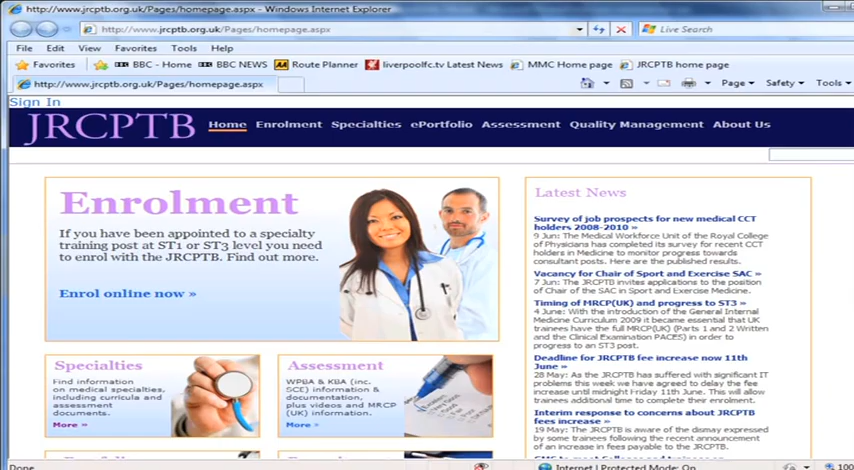 http://www.jrcptb.org.uk/Pages/homepage.aspx - Windows Internet Explorer
http://www.jrcptb.org.uk/Pages/homepage.aspx
Live Search
File Edit View Favorites Tools Help
Favorites BBC - Home BBC NEWS AA Route Planner liverpoolfc.tv Latest News MMC Home page JRCPTB home page
http://www.jrcptb.org.uk/Pages/homepage.aspx
Page Safety Tools
Sign In
JRCPTB Home Enrolment Specialties ePortfolio Assessment Quality Management About Us
Enrolment
If you have been appointed to a specialty
training post at ST1 or ST3 level you need
to enrol with the JRCPTB. Find out more.
Enrol online now »
Specialties
Find information
on medical specialties,
including curricula and
assessment
documents.
More »
Assessment
WPBA & KBA (inc.
SCE) information &
documentation,
plus videos and MRCP
(UK) information.
More »
Latest News
Survey of job prospects for new medical CCT
holders 2008-2010 »
9 Jun: The Medical Workforce Unit of the Royal College
of Physicians has completed its survey for recent CCT
holders in Medicine to monitor progress towards
consultant posts. Here are the published results.
Vacancy for Chair of Sport and Exercise SAC »
7 Jun: The JRCPTB invites applications to the position
of Chair of the SAC in Sport and Exercise Medicine.
Timing of MRCP(UK) and progress to ST3 »
4 June: With the introduction of the General Internal
Medicine Curriculum 2009 it became essential that UK
trainees have the full MRCP(UK) (Parts 1 and 2 Written
and the Clinical Examination PACES) in order to
progress to an ST3 post.
Deadline for JRCPTB fee increase now 11th
June »
28 May: As the JRCPTB has suffered with significant IT
problems this week we have agreed to delay the fee
increase until midnight Friday 11th June. This will allow
trainees additional time to complete their enrolment.
Interim response to concerns about JRCPTB
fees increase »
19 May: The JRCPTB is aware of the dismay expressed
by some trainees following the recent announcement
of an increase in fees payable to the JRCPTB.
Done
Internet | Protected Mode: On
100